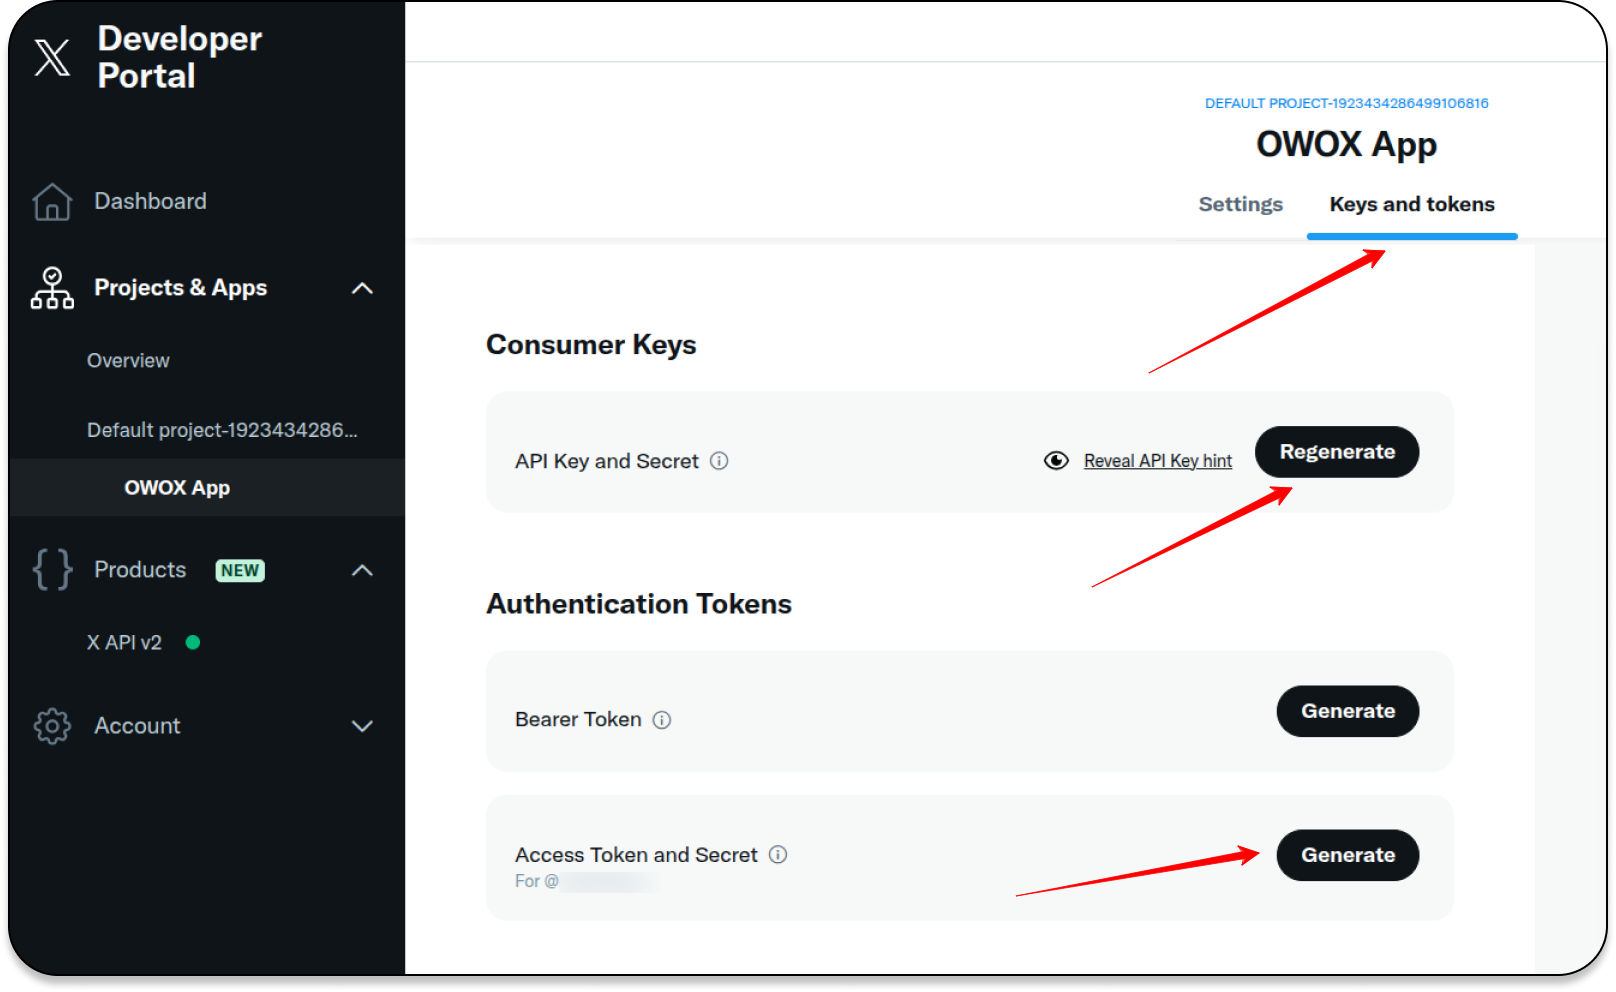 Developer
Portal
Dashboard
Projects & Apps
Overview
Default project-1923434286...
OWOX App
Products NEW
X API v2
Account
DEFAULT PROJECT-1923434286499106816
OWOX App
Settings Keys and tokens
Consumer Keys
API Key and Secret Reveal API Key hint Regenerate
Authentication Tokens
Bearer Token Generate
Access Token and Secret Generate
For @